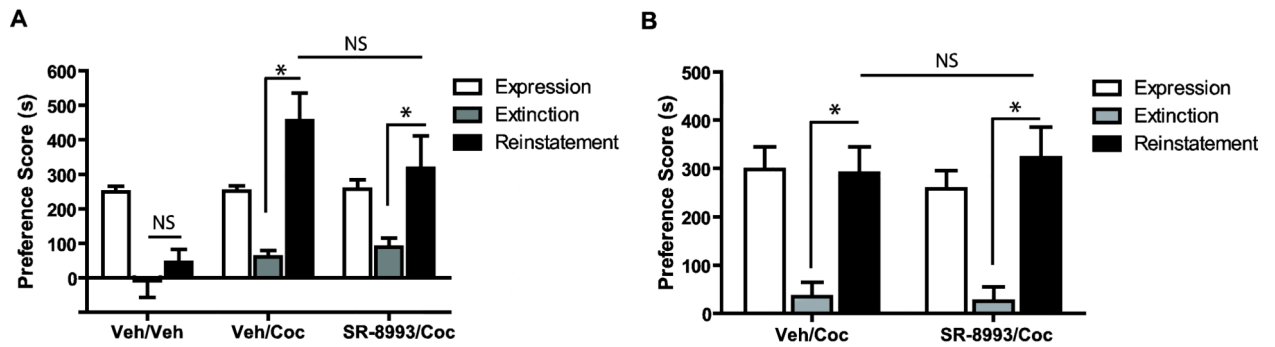 A
NS
*
*
NS
600
500
400
300
200
100
0
Preference Score (s)
Veh/Veh
Veh/Coc
SR-8993/Coc
Expression
Extinction
Reinstatement
B
NS
*
*
500
400
300
200
100
0
Preference Score (s)
Veh/Coc
SR-8993/Coc
Expression
Extinction
Reinstatement